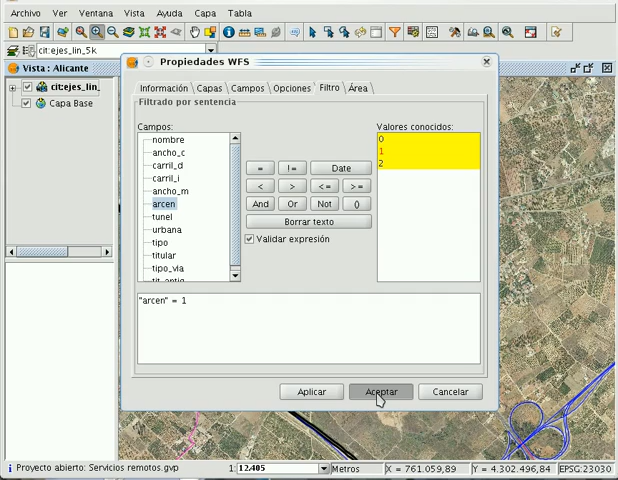 Archivo Ver Ventana Vista Ayuda Capa Tabla
cit:ejes_lin_5k
Vista : Alicante
cit:ejes_lin_
Capa Base
Propiedades WFS
Información Capas Campos Opciones Filtro Área
Filtrado por sentencia
Campos:
nombre
ancho_c
carril_d
carril_i
ancho_m
arcen
tunel
urbana
tipo
titular
tipo_via
tit_antig
= != Date
< > <= >=
And Or Not ()
Borrar texto
Validar expresión
Valores conocidos:
0
1
2
"arcen" = 1
Aplicar Aceptar Cancelar
Proyecto abierto: Servicios remotos.gvp 1: 12.405 Metros X = 761.059,89 Y = 4.302.496,84 EPSG:23030